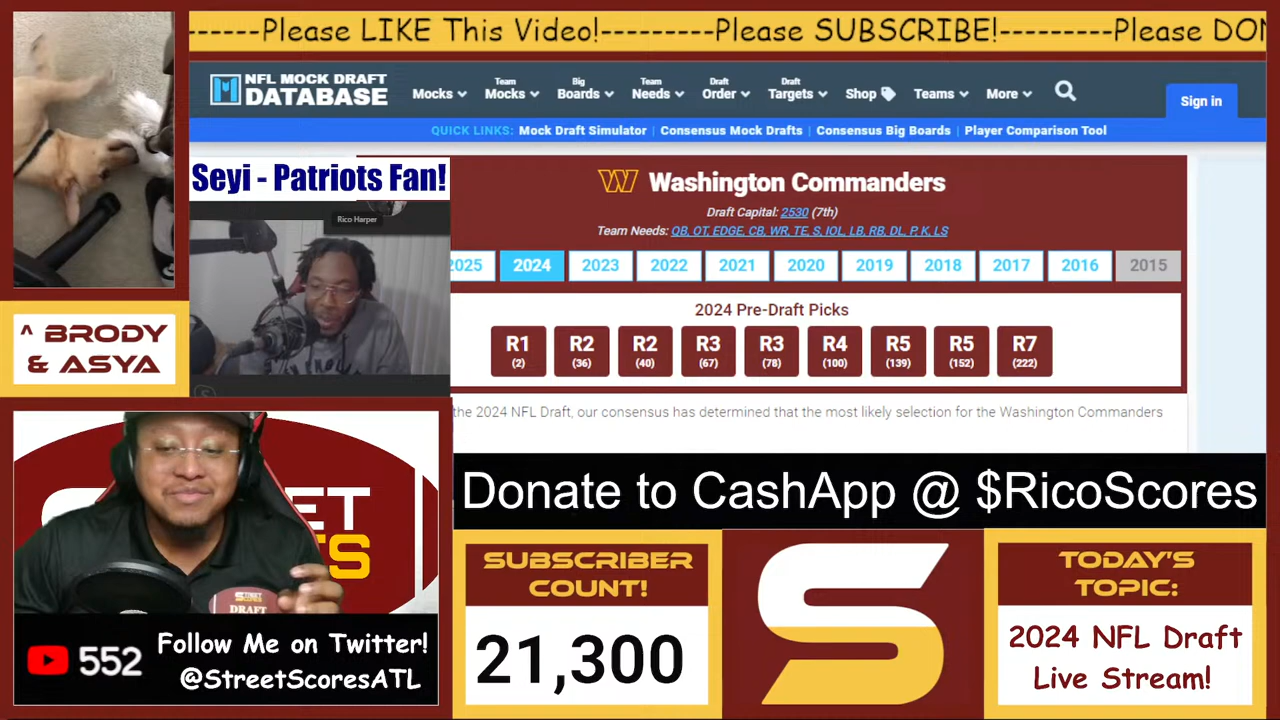 ------Please LIKE This Video!---------Please SUBSCRIBE!---------Please DON
NFL MOCK DRAFT
DATABASE
Mocks
Team
Mocks
Big
Boards
Team
Needs
Draft
Order
Draft
Targets
Shop
Teams
More
Sign in
QUICK LINKS: Mock Draft Simulator | Consensus Mock Drafts | Consensus Big Boards | Player Comparison Tool
Seyi - Patriots Fan!
Rico Harper
Washington Commanders
Draft Capital: 2530 (7th)
Team Needs: QB, OT, EDGE, CB, WR, TE, S, IOL, LB, RB, DL, P, K, LS
2025 2024 2023 2022 2021 2020 2019 2018 2017 2016 2015
2024 Pre-Draft Picks
R1 R2 R2 R3 R3 R4 R5 R5 R7
(2) (36) (40) (67) (78) (100) (139) (152) (222)
the 2024 NFL Draft, our consensus has determined that the most likely selection for the Washington Commanders
^ BRODY
& ASYA
Donate to CashApp @ $RicoScores
STREET
DRAFT
552
Follow Me on Twitter!
@StreetScoresATL
SUBSCRIBER
COUNT!
21,300
TODAY'S
TOPIC:
2024 NFL Draft
Live Stream!